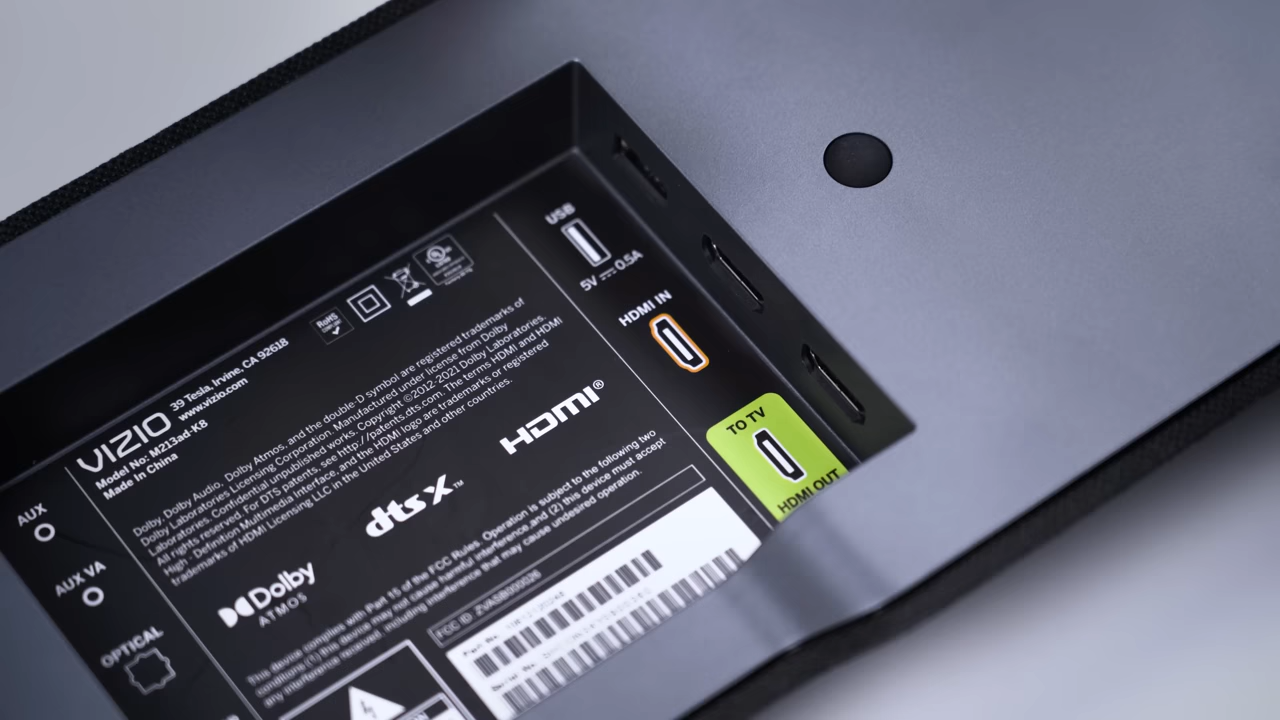 USB
5V ⎓ 0.5A
HDMI IN
TO TV
HDMI OUT
RoHS
VIZIO 39 Tesla, Irvine, CA 92618
www.vizio.com
Model No: M213ad-K8
Made In China
Dolby, Dolby Audio, Dolby Atmos, and the double-D symbol are registered trademarks of
Dolby Laboratories Licensing Corporation. Manufactured under license from Dolby
Laboratories. Confidential unpublished works. Copyright ©2012-2021 Dolby Laboratories.
All rights reserved. For DTS patents, see http://patents.dts.com. The terms HDMI and HDMI
High - Definition Multimedia Interface, and the HDMI logo are trademarks or registered
trademarks of HDMI Licensing LLC in the United States and other countries.
Dolby
ATMOS
dts X™
HDMI®
This device complies with Part 15 of the FCC Rules. Operation is subject to the following two
conditions: (1) this device may not cause harmful interference,and (2) this device must accept
any interference received, including interference that may cause undesired operation.
FCC ID: ZVASB000026
AUX
AUX VA
OPTICAL